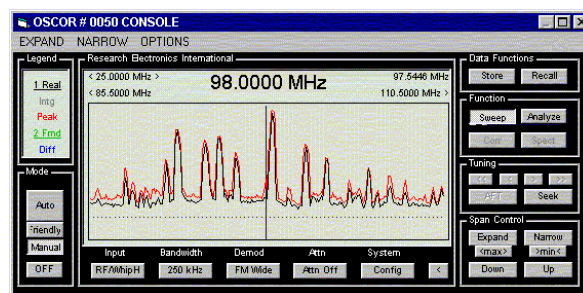 OSCOR # 0050 CONSOLE
EXPAND NARROW OPTIONS
Legend
1 Real
Intg
Peak
2 Frnd
Diff
Mode
Auto
Friendly
Manual
OFF
Research Electronics International
< 25.0000 MHz >
98.0000 MHz
97.5446 MHz
< 85.5000 MHz
110.5000 MHz >
Input Bandwidth Demod Attn System
RF/WhipH 250 kHz FM Wide Attn Off Config <
Data Functions
Store Recall
Function
Sweep Analyze
Corr Spect
Tuning
<< < > >>
AFT Seek
Span Control
Expand Narrow
<max> >min<
Down Up